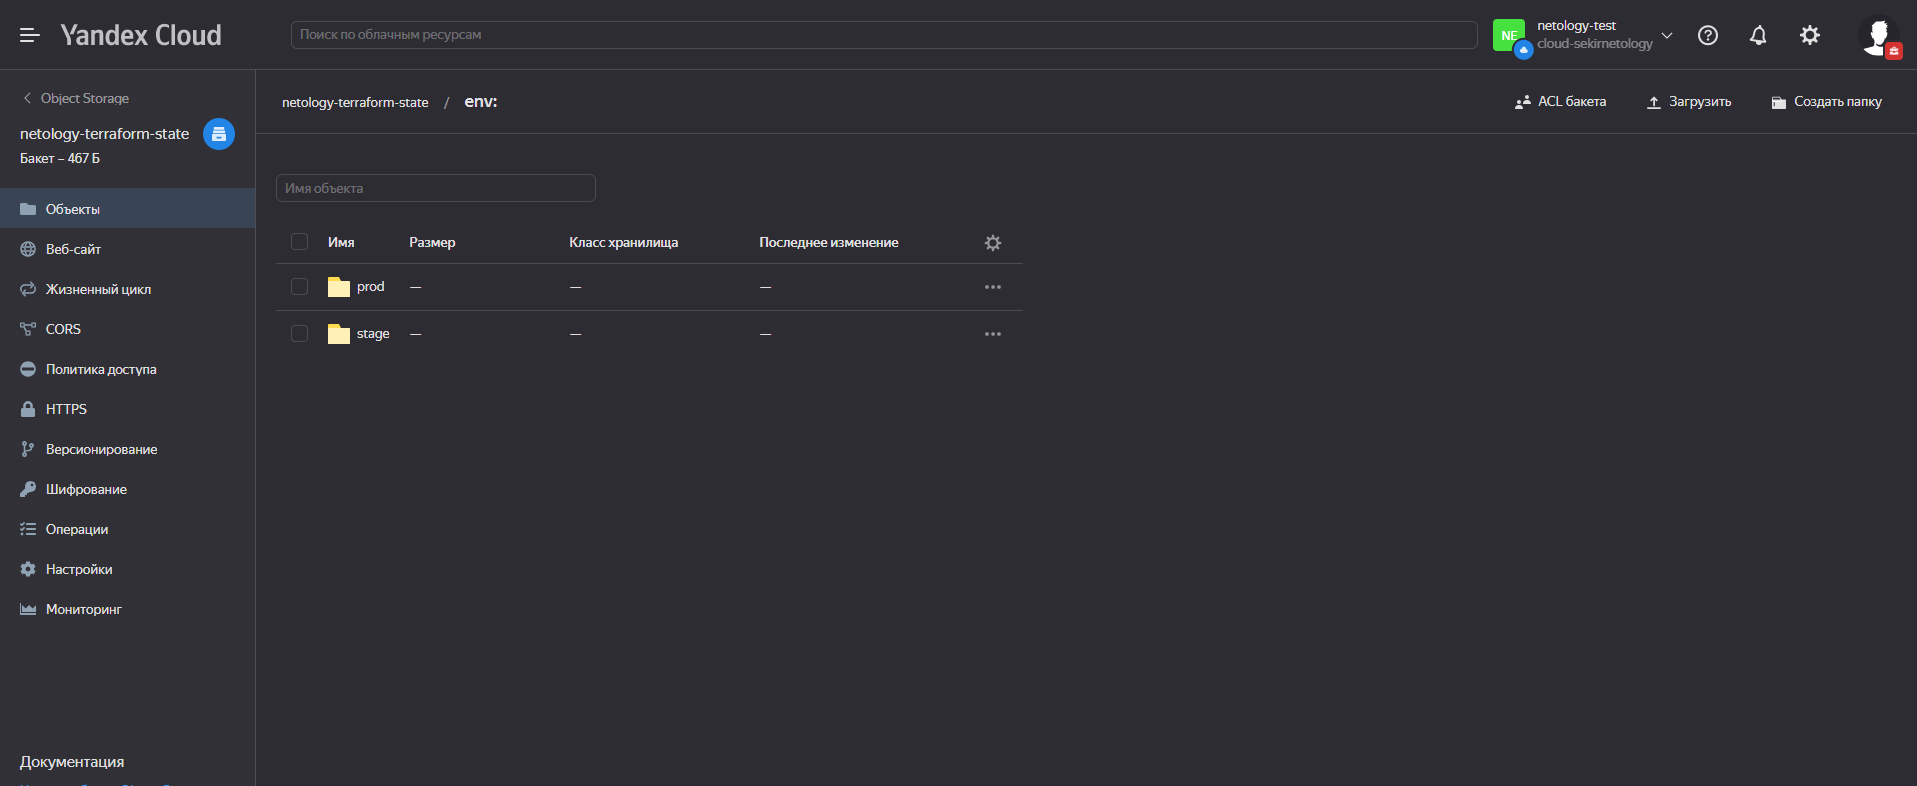 Yandex Cloud
Поиск по облачным ресурсам
NE
netology-test
cloud-sekirnetology
Object Storage
netology-terraform-state
Бакет – 467 Б
Объекты
Веб-сайт
Жизненный цикл
CORS
Политика доступа
HTTPS
Версионирование
Шифрование
Операции
Настройки
Мониторинг
Документация
netology-terraform-state / env:
ACL бакета
Загрузить
Создать папку
Имя объекта
Имя Размер Класс хранилища Последнее изменение
prod — — —
stage — — —